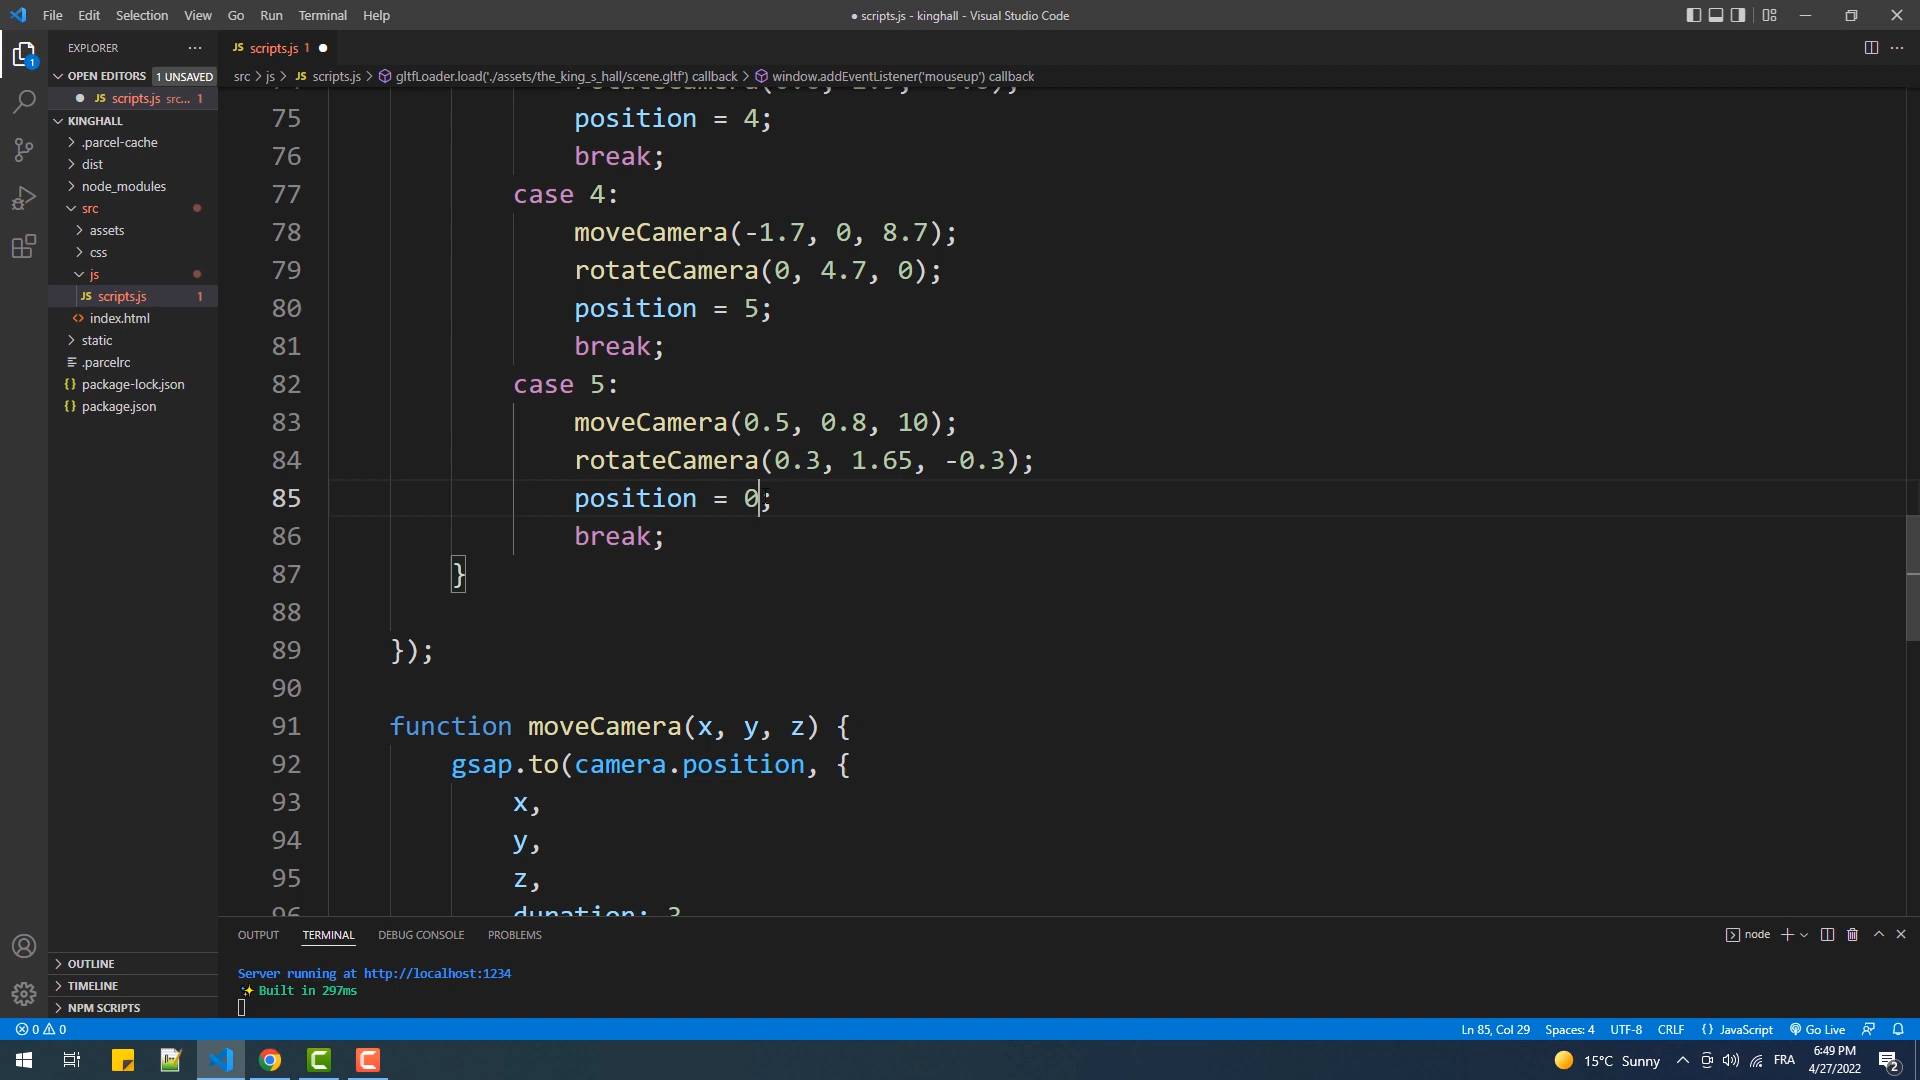 File Edit Selection View Go Run Terminal Help
● scripts.js - kinghall - Visual Studio Code
EXPLORER
OPEN EDITORS 1 UNSAVED
JS scripts.js src... 1
KINGHALL
.parcel-cache
dist
node_modules
src
assets
css
js
JS scripts.js 1
index.html
static
.parcelrc
package-lock.json
package.json
OUTLINE
TIMELINE
NPM SCRIPTS
JS scripts.js 1
src > js > JS scripts.js > gltfLoader.load('./assets/the_king_s_hall/scene.gltf') callback > window.addEventListener('mouseup') callback
75 position = 4;
76 break;
77 case 4:
78 moveCamera(-1.7, 0, 8.7);
79 rotateCamera(0, 4.7, 0);
80 position = 5;
81 break;
82 case 5:
83 moveCamera(0.5, 0.8, 10);
84 rotateCamera(0.3, 1.65, -0.3);
85 position = 0;
86 break;
87 }
88
89 });
90
91 function moveCamera(x, y, z) {
92 gsap.to(camera.position, {
93 x,
94 y,
95 z,
96 duration: 3
OUTPUT TERMINAL DEBUG CONSOLE PROBLEMS
node
Server running at http://localhost:1234
✨ Built in 297ms
0 0
Ln 85, Col 29 Spaces: 4 UTF-8 CRLF {} JavaScript Go Live
15°C Sunny
FRA
6:49 PM
4/27/2022
2